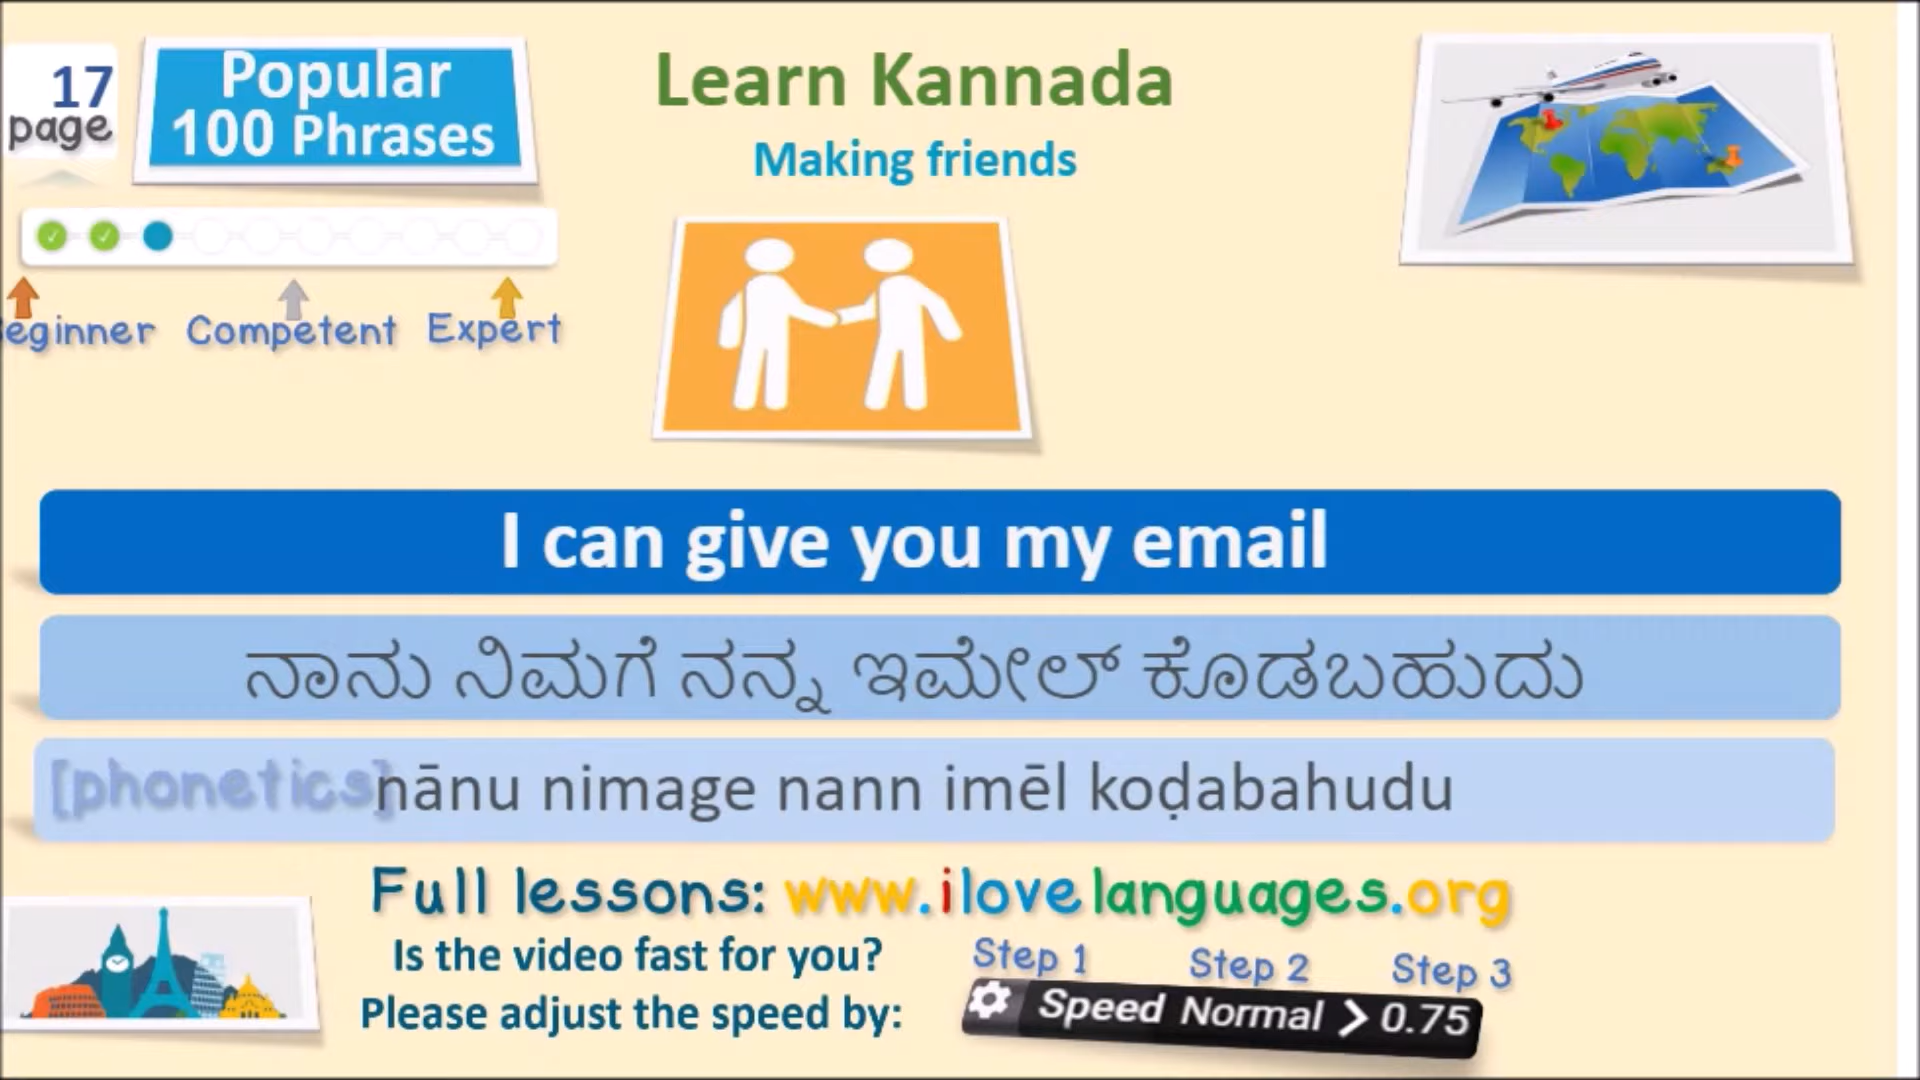 17
page
Popular
100 Phrases
Learn Kannada
Making friends
eginner Competent Expert
I can give you my email
ನಾನು ನಿಮಗೆ ನನ್ನ ಇಮೇಲ್ ಕೊಡಬಹುದು
[phonetics] nānu nimage nann imēl koḍabahudu
Full lessons: www.ilovelanguages.org
Is the video fast for you?
Please adjust the speed by:
Step 1 Step 2 Step 3
Speed Normal > 0.75